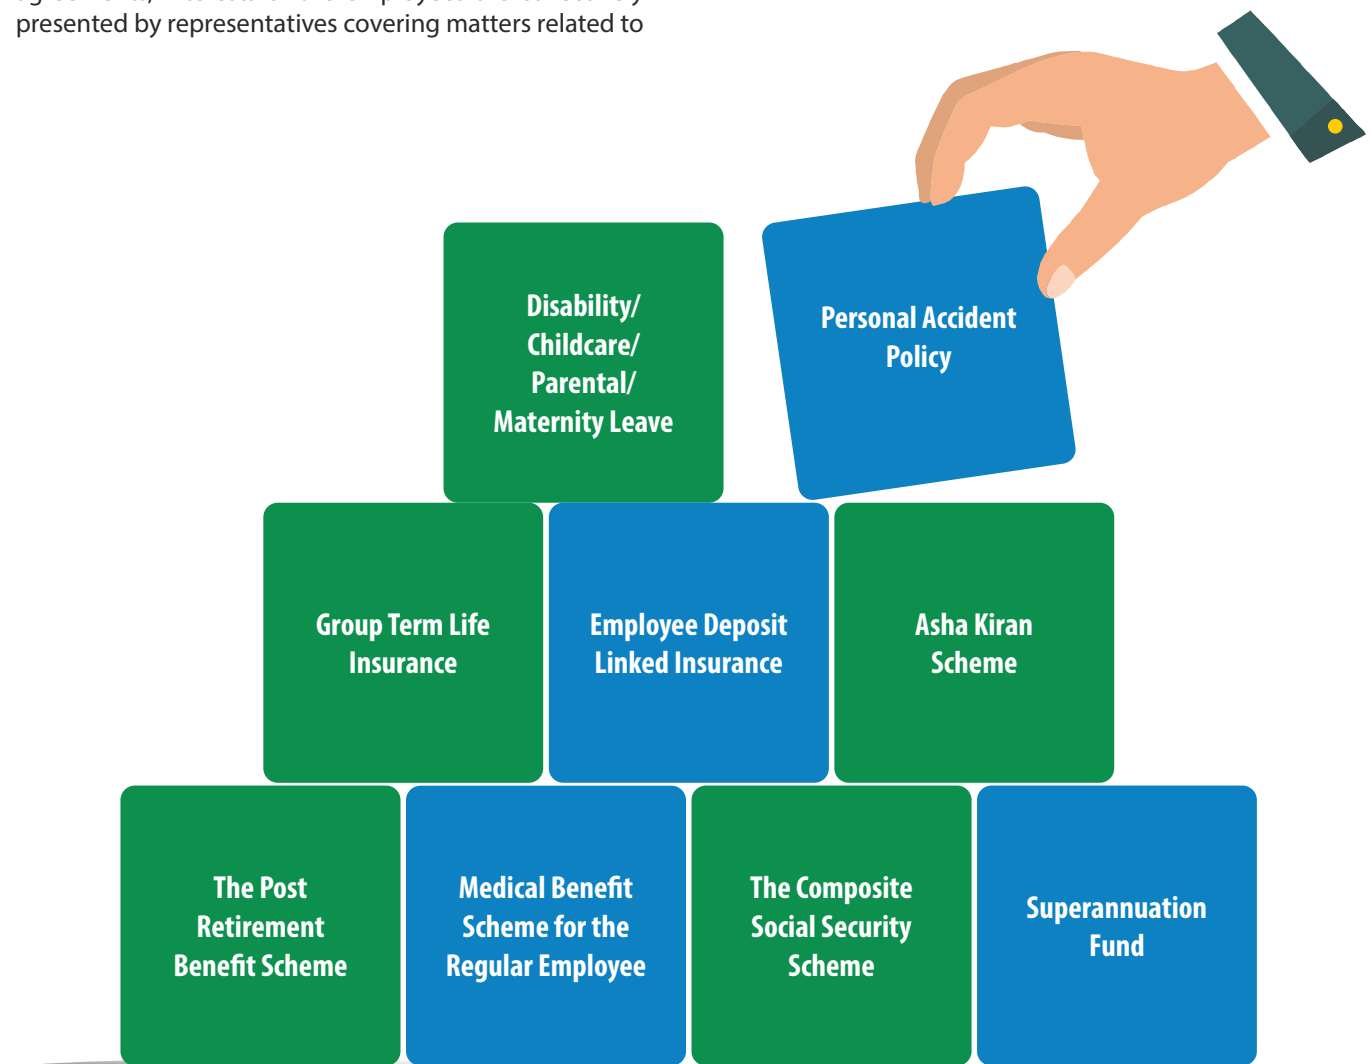 presented by representatives covering matters related to
Disability/
Childcare/
Parental/
Maternity Leave
Personal Accident
Policy
Group Term Life
Insurance
Employee Deposit
Linked Insurance
Asha Kiran
Scheme
The Post
Retirement
Benefit Scheme
Medical Benefit
Scheme for the
Regular Employee
The Composite
Social Security
Scheme
Superannuation
Fund